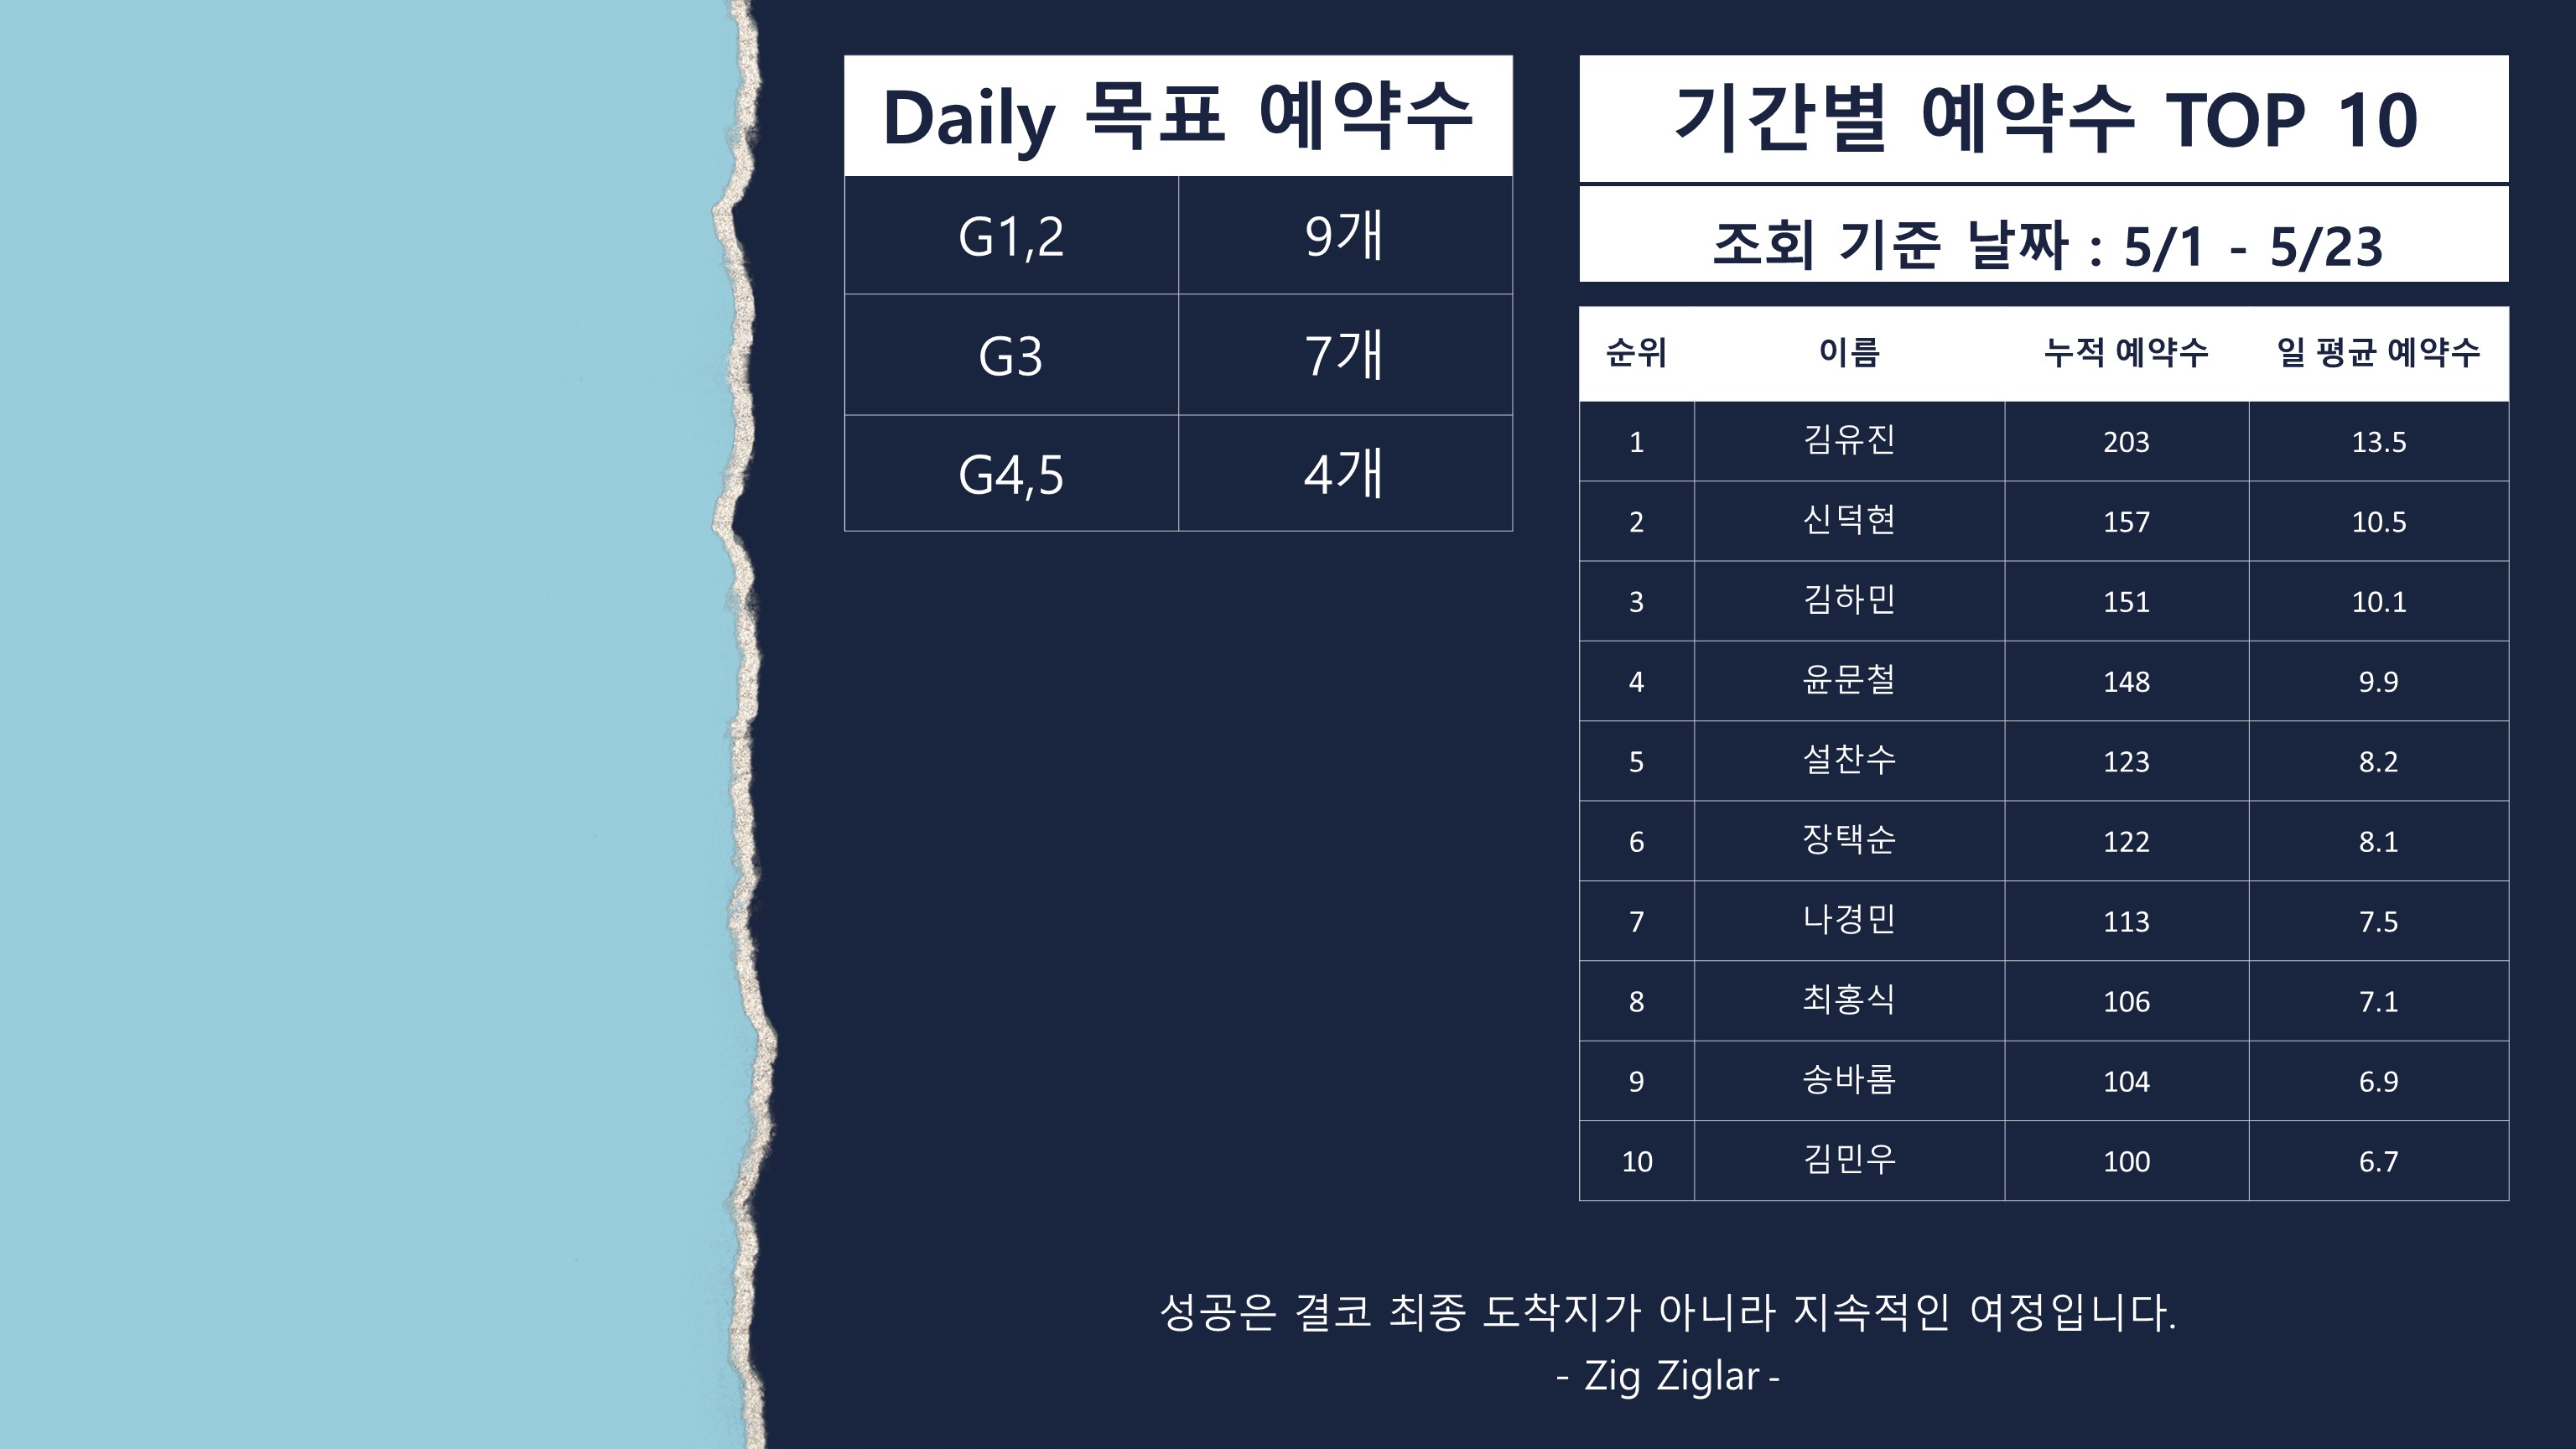 Daily 목표 예약수
G1,2 9개
G3 7개
G4,5 4개
기간별 예약수 TOP 10
조회 기준 날짜 : 5/1 - 5/23
순위 이름 누적 예약수 일 평균 예약수
1 김유진 203 13.5
2 신덕현 157 10.5
3 김하민 151 10.1
4 윤문철 148 9.9
5 설찬수 123 8.2
6 장택순 122 8.1
7 나경민 113 7.5
8 최홍식 106 7.1
9 송바롬 104 6.9
10 김민우 100 6.7
성공은 결코 최종 도착지가 아니라 지속적인 여정입니다.
- Zig Ziglar -